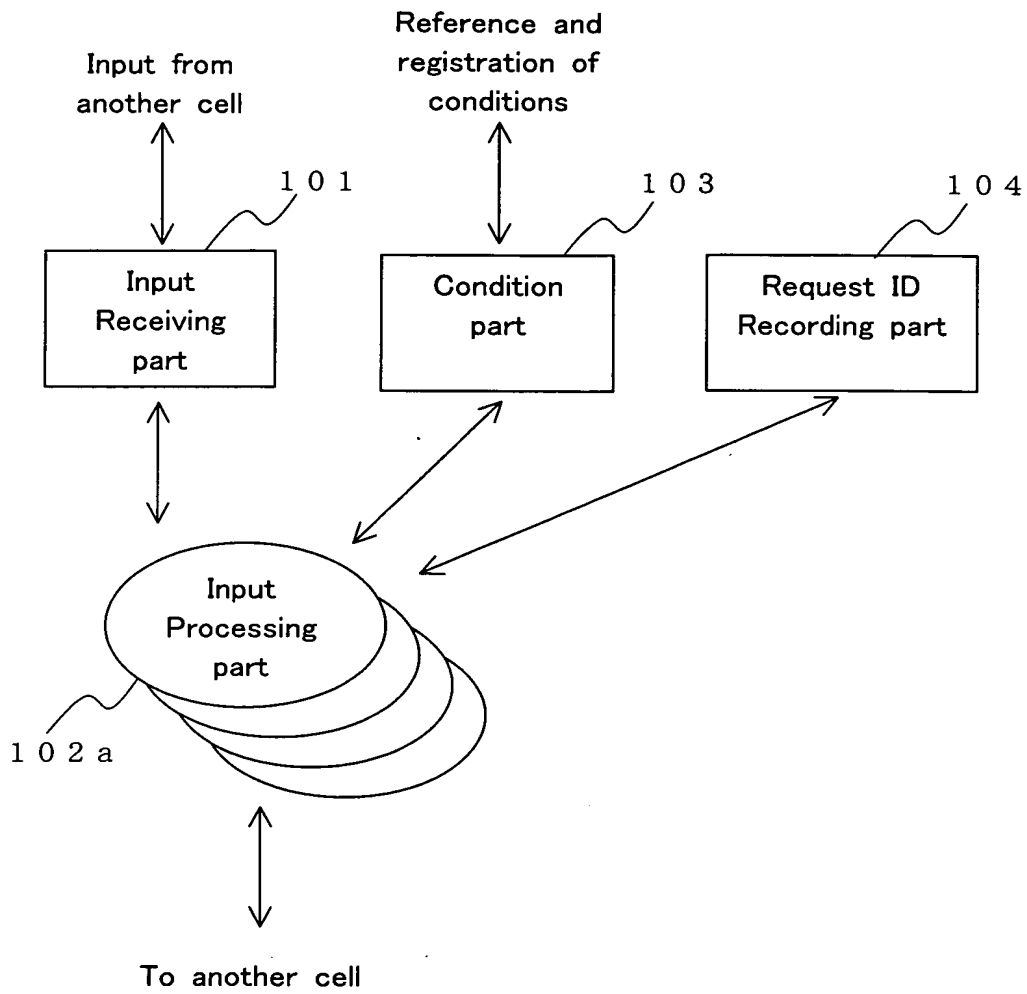 Input from
another cell
Reference and
registration of
conditions
101
103
104
Input
Receiving
part
Condition
part
Request ID
Recording part
Input
Processing
part
102a
To another cell